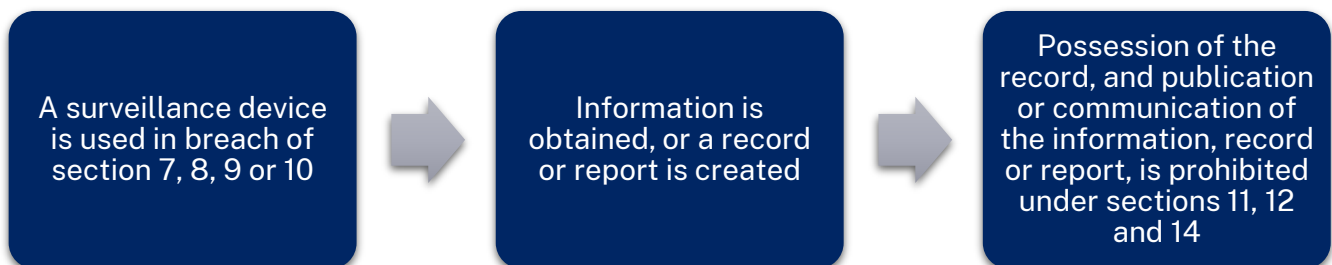 A surveillance device
is used in breach of
section 7, 8, 9 or 10
Information is
obtained, or a record
or report is created
Possession of the
record, and publication
or communication of
the information, record
or report, is prohibited
under sections 11, 12
and 14